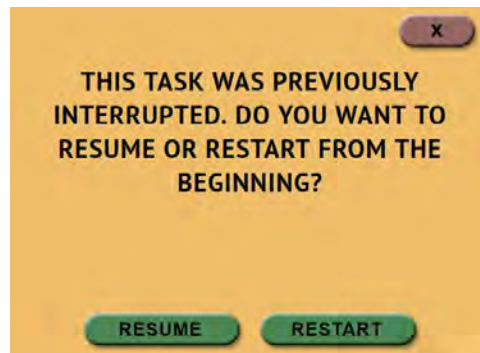 X
THIS TASK WAS PREVIOUSLY
INTERRUPTED. DO YOU WANT TO
RESUME OR RESTART FROM THE
BEGINNING?
RESUME RESTART